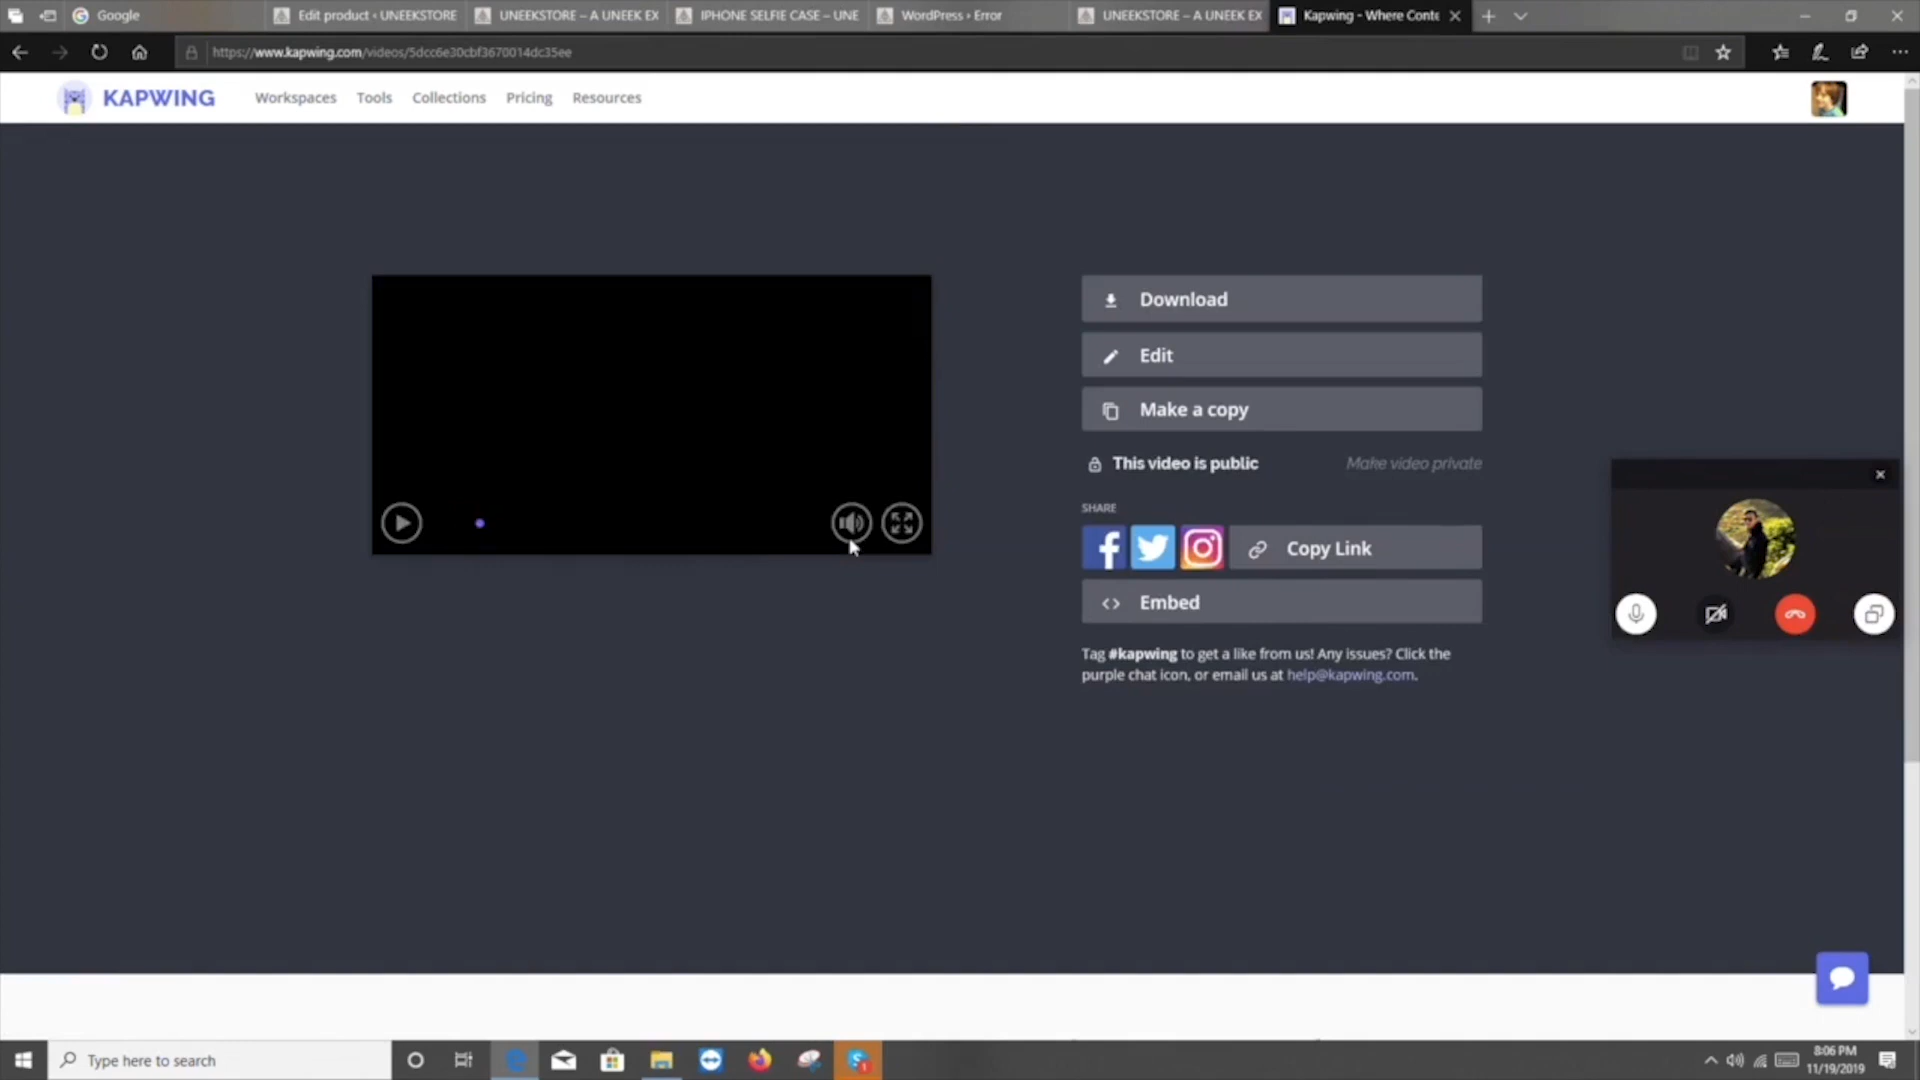 Google
Edit product ‹ UNEEKSTORE
UNEEKSTORE – A UNEEK EX
IPHONE SELFIE CASE – UNE
WordPress › Error
UNEEKSTORE – A UNEEK EX
Kapwing - Where Conte
https://www.kapwing.com/videos/5dcc6e30cbf3670014dc35ee
KAPWING
Workspaces
Tools
Collections
Pricing
Resources
Download
Edit
Make a copy
This video is public
Make video private
SHARE
Copy Link
Embed
Tag #kapwing to get a like from us! Any issues? Click the
purple chat icon, or email us at help@kapwing.com.
Type here to search
8:06 PM
11/19/2019